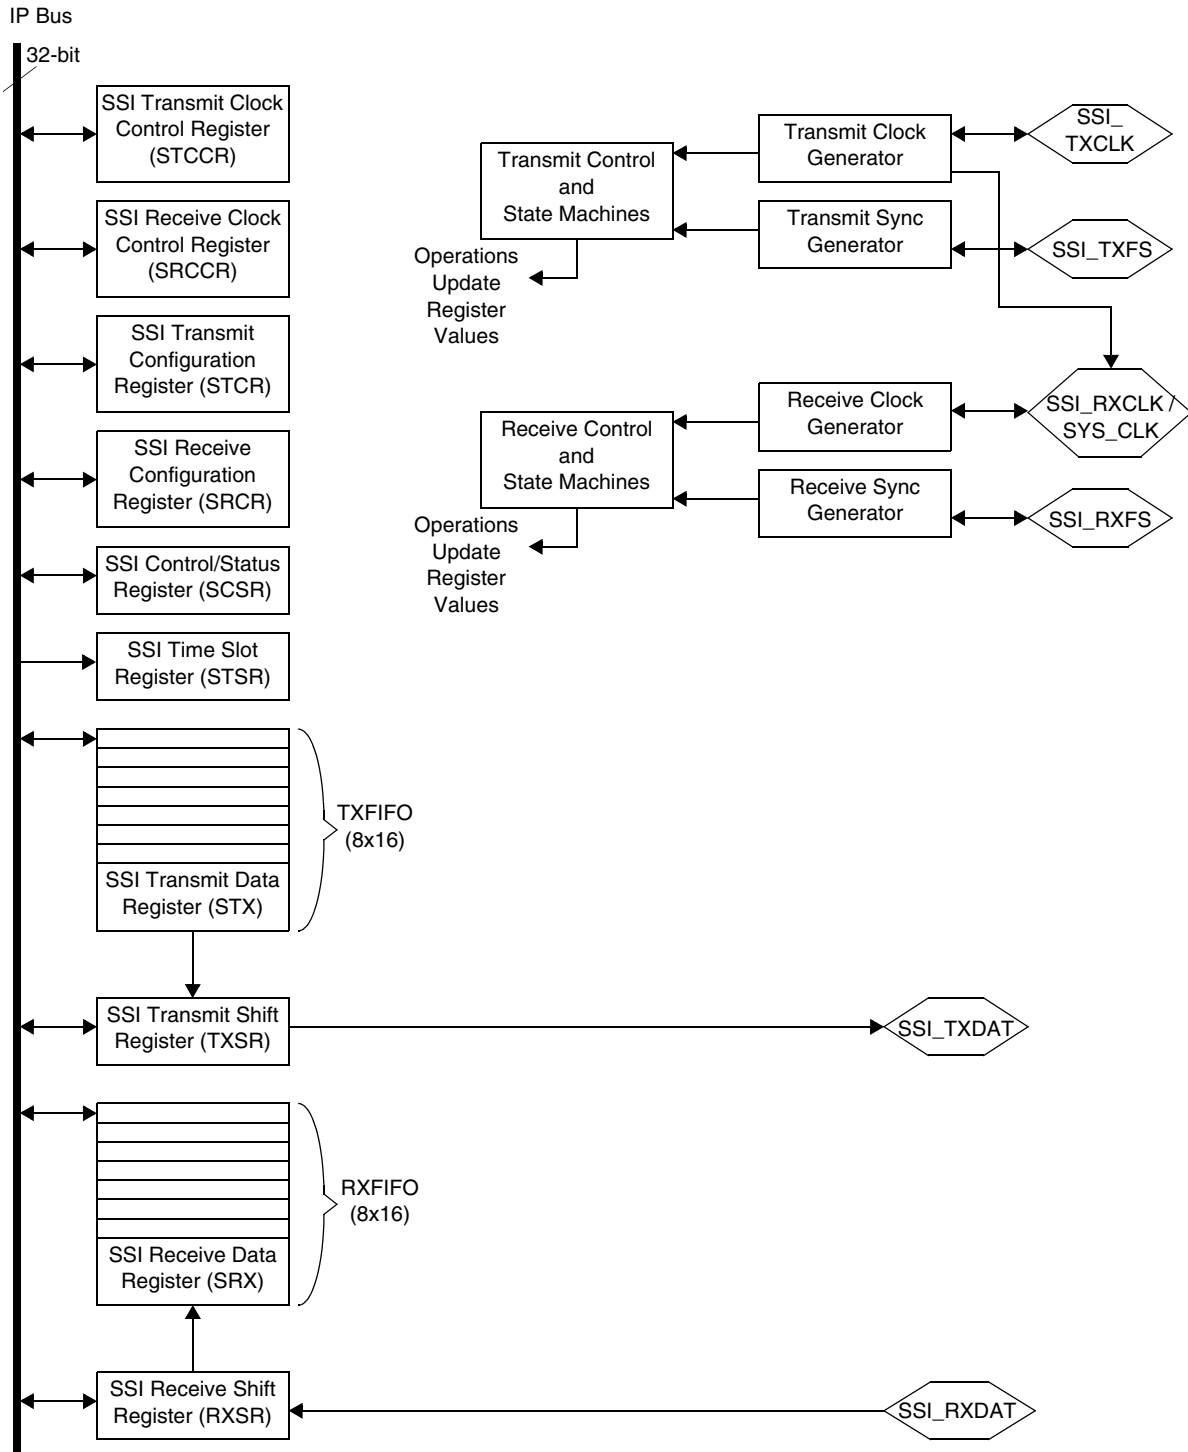 IP Bus
32-bit
SSI Transmit Clock
Control Register
(STCCR)
SSI Receive Clock
Control Register
(SRCCR)
SSI Transmit
Configuration
Register (STCR)
SSI Receive
Configuration
Register (SRCR)
SSI Control/Status
Register (SCSR)
SSI Time Slot
Register (STSR)
TXFIFO
(8x16)
SSI Transmit Data
Register (STX)
SSI Transmit Shift
Register (TXSR)
SSI_TXDAT
RXFIFO
(8x16)
SSI Receive Data
Register (SRX)
SSI Receive Shift
Register (RXSR)
SSI_RXDAT
Transmit Control
and
State Machines
Operations
Update
Register
Values
Transmit Clock
Generator
SSI_
TXCLK
Transmit Sync
Generator
SSI_TXFS
Receive Control
and
State Machines
Operations
Update
Register
Values
Receive Clock
Generator
SSI_RXCLK /
SYS_CLK
Receive Sync
Generator
SSI_RXFS